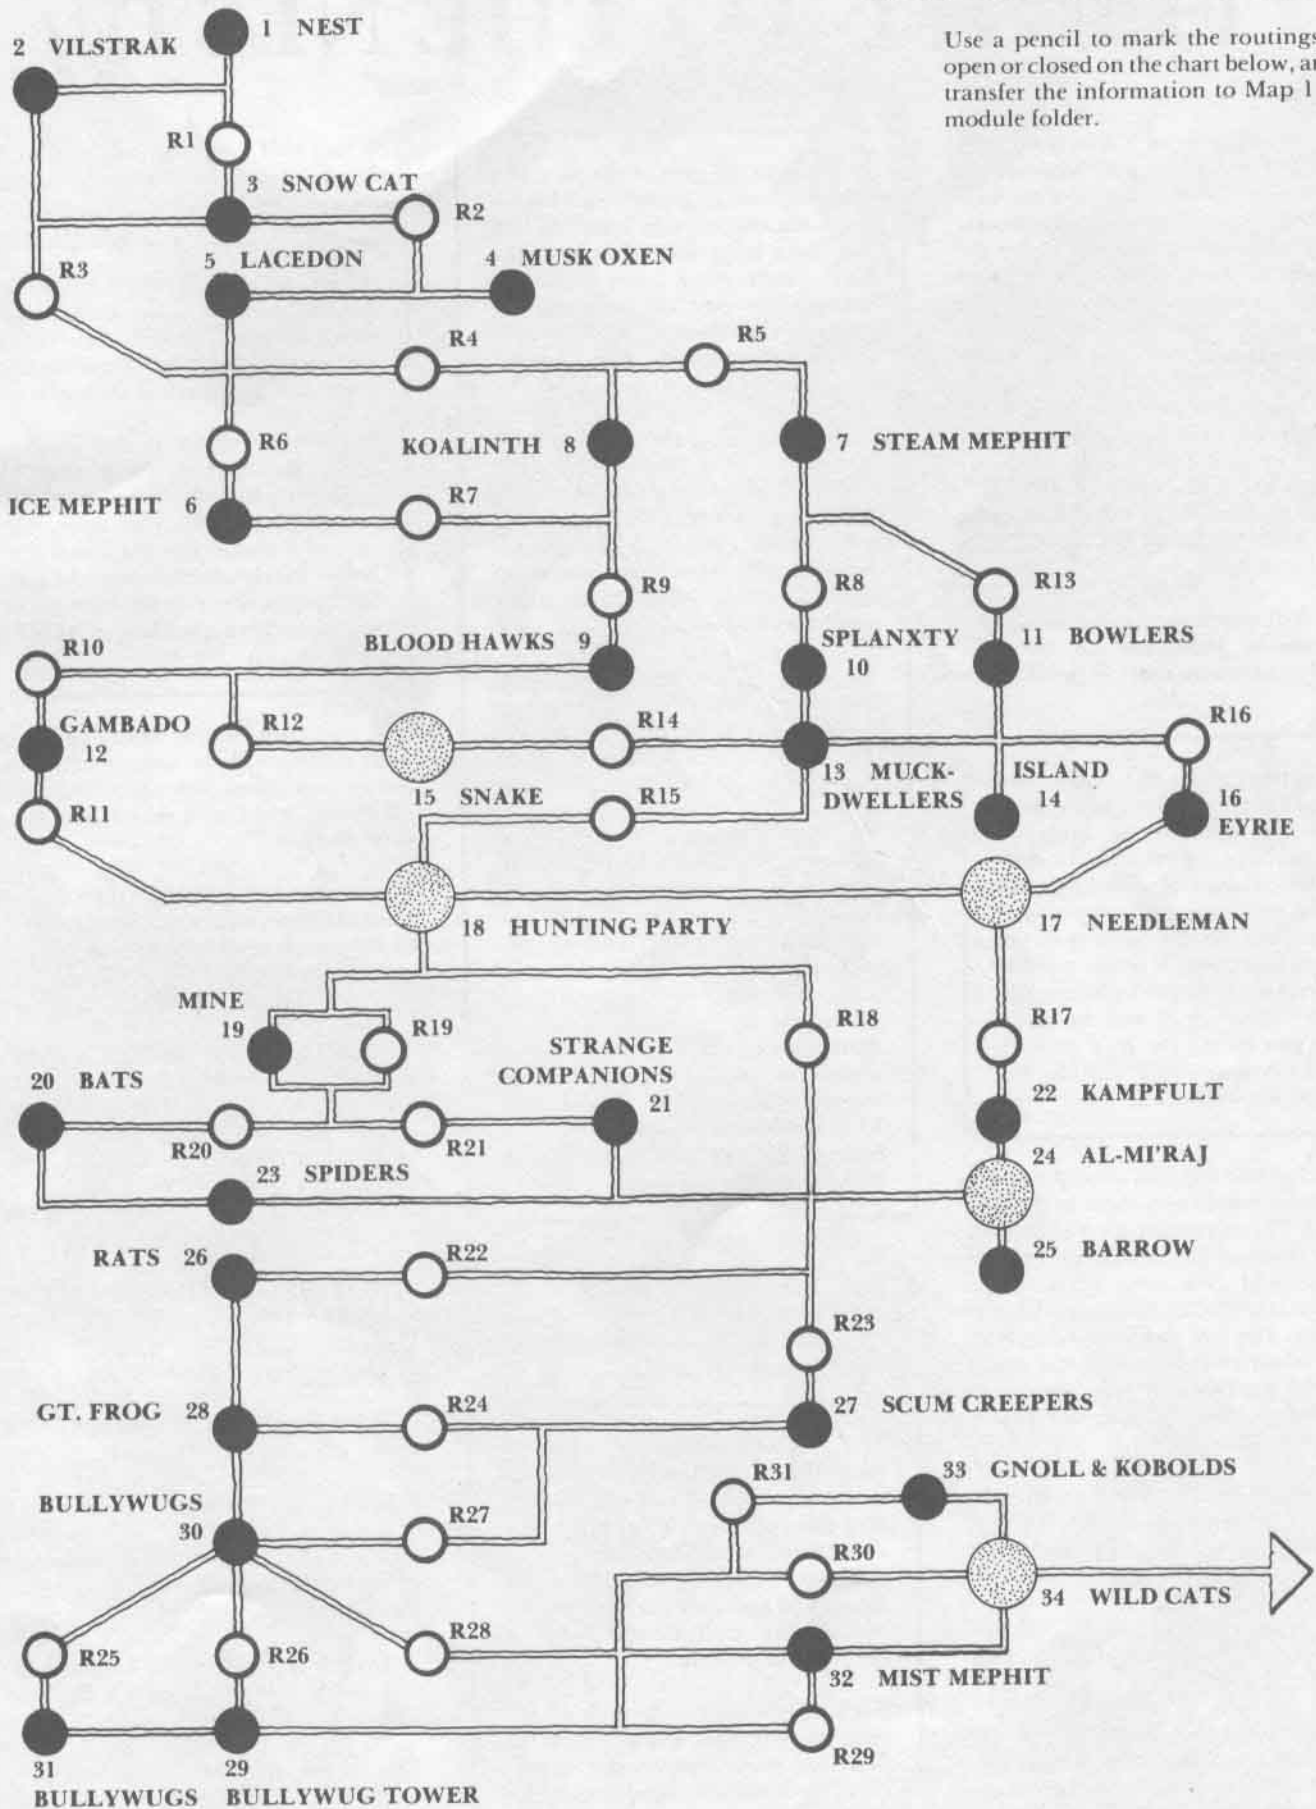 Use a pencil to mark the routings
open or closed on the chart below, an
transfer the information to Map 1
module folder.
1 NEST
2 VILSTRAK
R1
3 SNOW CAT
R2
5 LACEDON
4 MUSK OXEN
R3
R4
R5
R6
KOALINTH 8
7 STEAM MEPHIT
ICE MEPHIT 6
R7
R9
R8
R13
R10
BLOOD HAWKS 9
SPLANXTY
10
11 BOWLERS
GAMBADO
12
R12
R14
R16
13 MUCK-
DWELLERS
ISLAND
14
15 SNAKE
R15
R11
16
EYRIE
18 HUNTING PARTY
17 NEEDLEMAN
MINE
19
R19
R18
R17
STRANGE
COMPANIONS
21
20 BATS
22 KAMPFULT
R20
R21
24 AL-MI'RAJ
23 SPIDERS
RATS 26
R22
25 BARROW
R23
GT. FROG 28
R24
27 SCUM CREEPERS
R31
33 GNOLL & KOBOLDS
BULLYWUGS
30
R27
R30
34 WILD CATS
R25
R26
R28
32 MIST MEPHIT
R29
31
BULLYWUGS
29
BULLYWUG TOWER